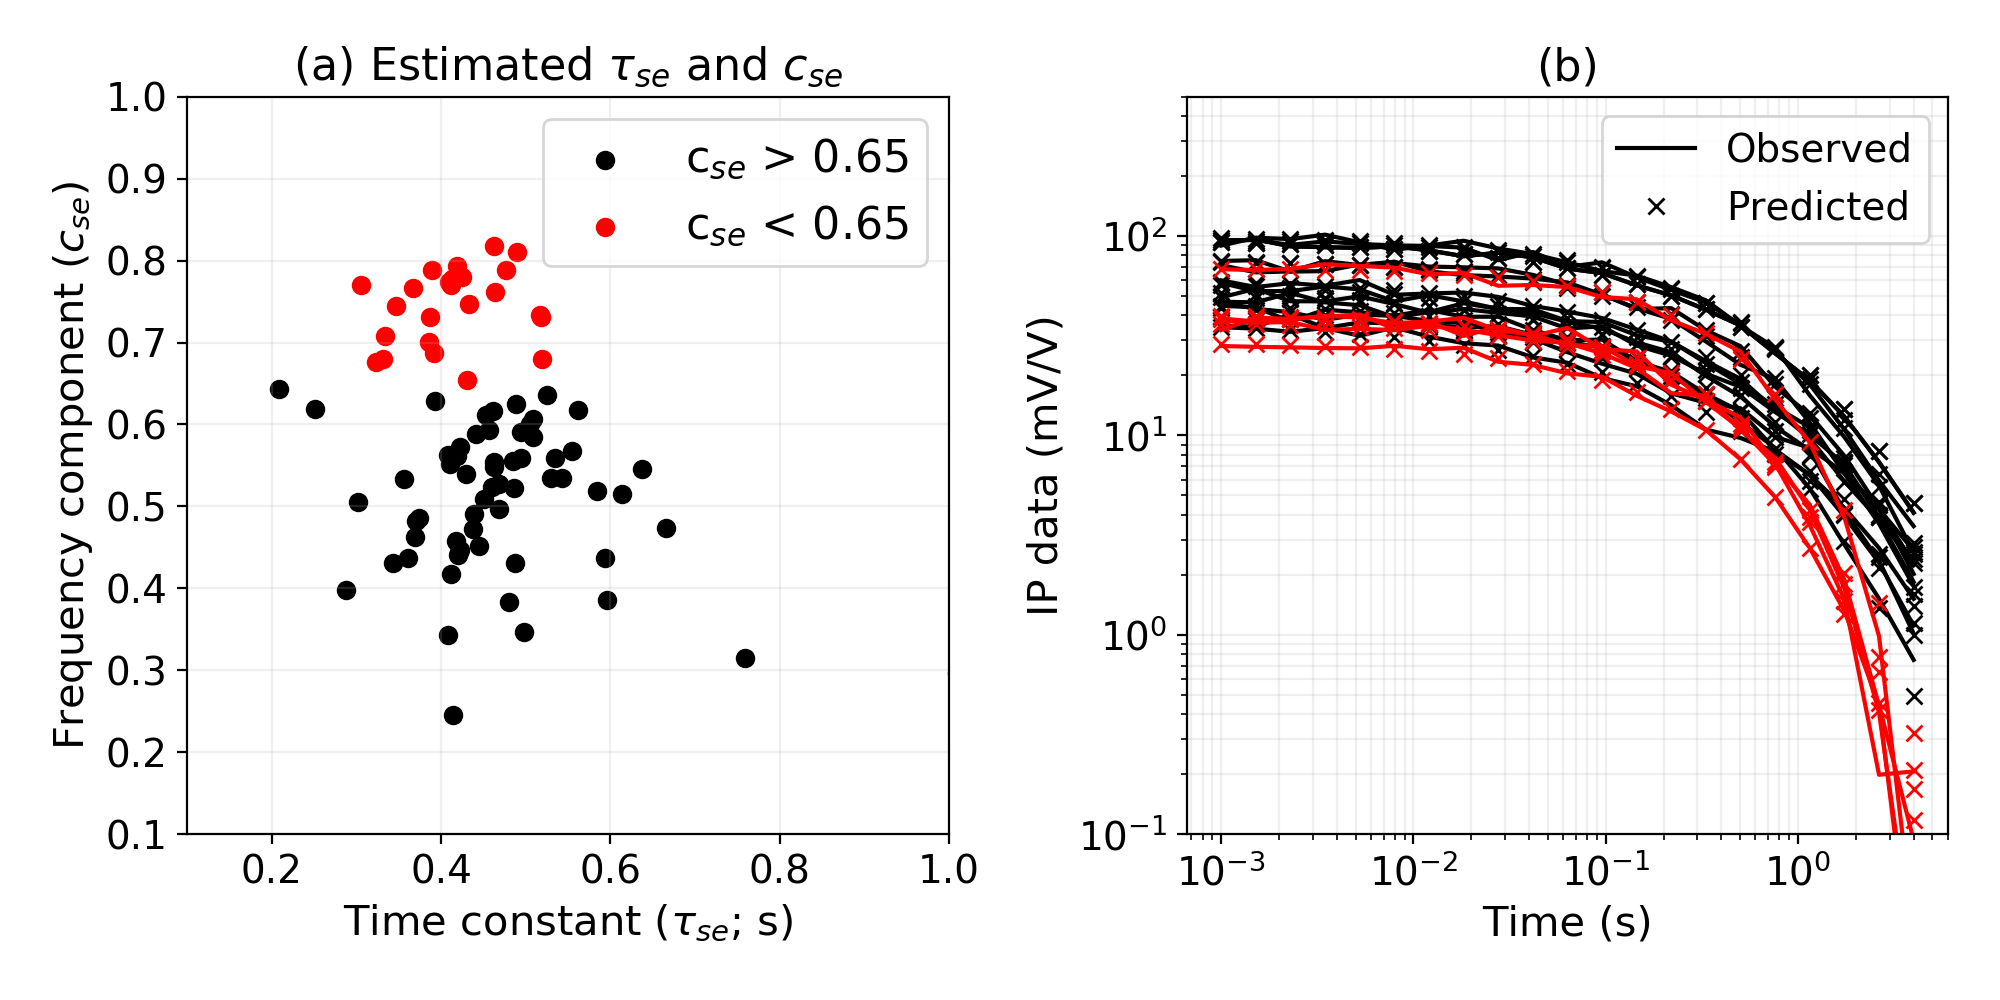 (a) Estimated τse and cse
Frequency component (cse)
1.0
0.9
0.8
0.7
0.6
0.5
0.4
0.3
0.2
0.1
cse > 0.65
cse < 0.65
0.2 0.4 0.6 0.8 1.0
Time constant (τse; s)
(b)
IP data (mV/V)
10²
10¹
10⁰
10⁻¹
Observed
Predicted
10⁻³ 10⁻² 10⁻¹ 10⁰
Time (s)